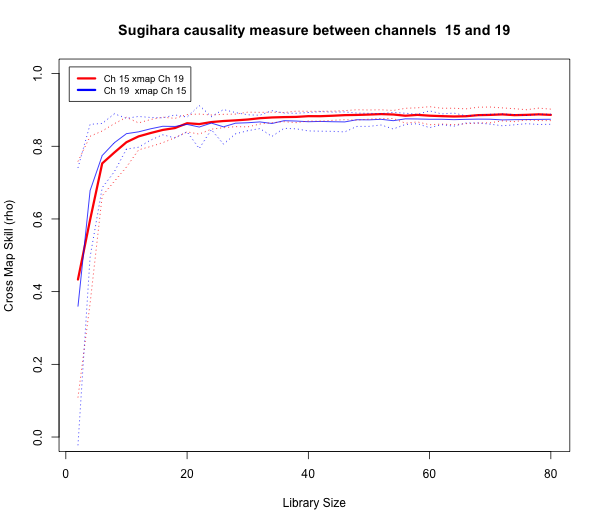 Sugihara causality measure between channels  15 and 19
Ch 15 xmap Ch 19
Ch 19  xmap Ch 15
Cross Map Skill (rho)
1.0
0.8
0.6
0.4
0.2
0.0
0 20 40 60 80
Library Size